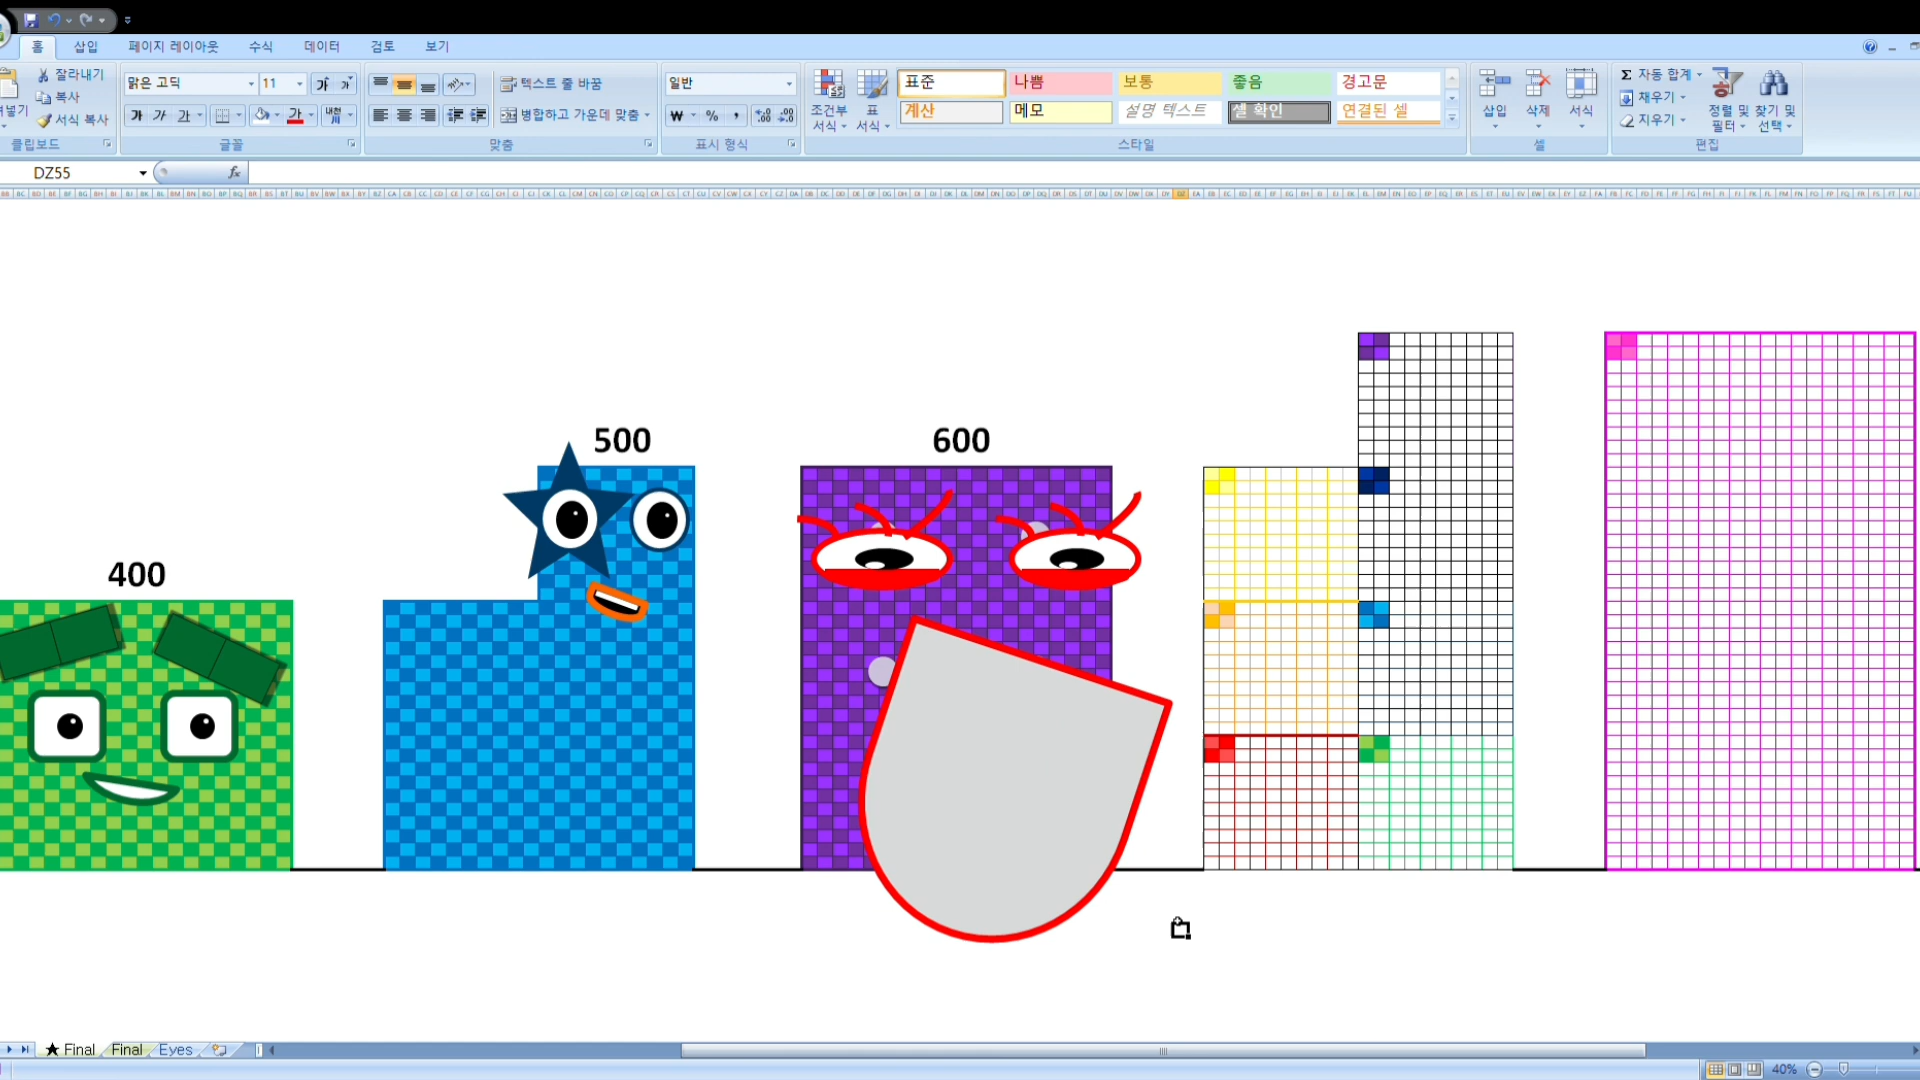 홈 삽입 페이지 레이아웃 수식 데이터 검토 보기
잘라내기
복사
서식 복사
클립보드
맑은 고딕 11
가 가
가 가 가 가
글꼴
텍스트 줄 바꿈
병합하고 가운데 맞춤
맞춤
일반
₩ % ,
표시 형식
조건부
서식
표
서식
표준 나쁨 보통 좋음 경고문
계산 메모 설명 텍스트 셀 확인 연결된 셀
스타일
삽입 삭제 서식
셀
Σ 자동 합계
채우기
지우기
정렬 및
필터
찾기 및
선택
편집
DZ55 fx
500 600
400
★ Final Final Eyes
40%